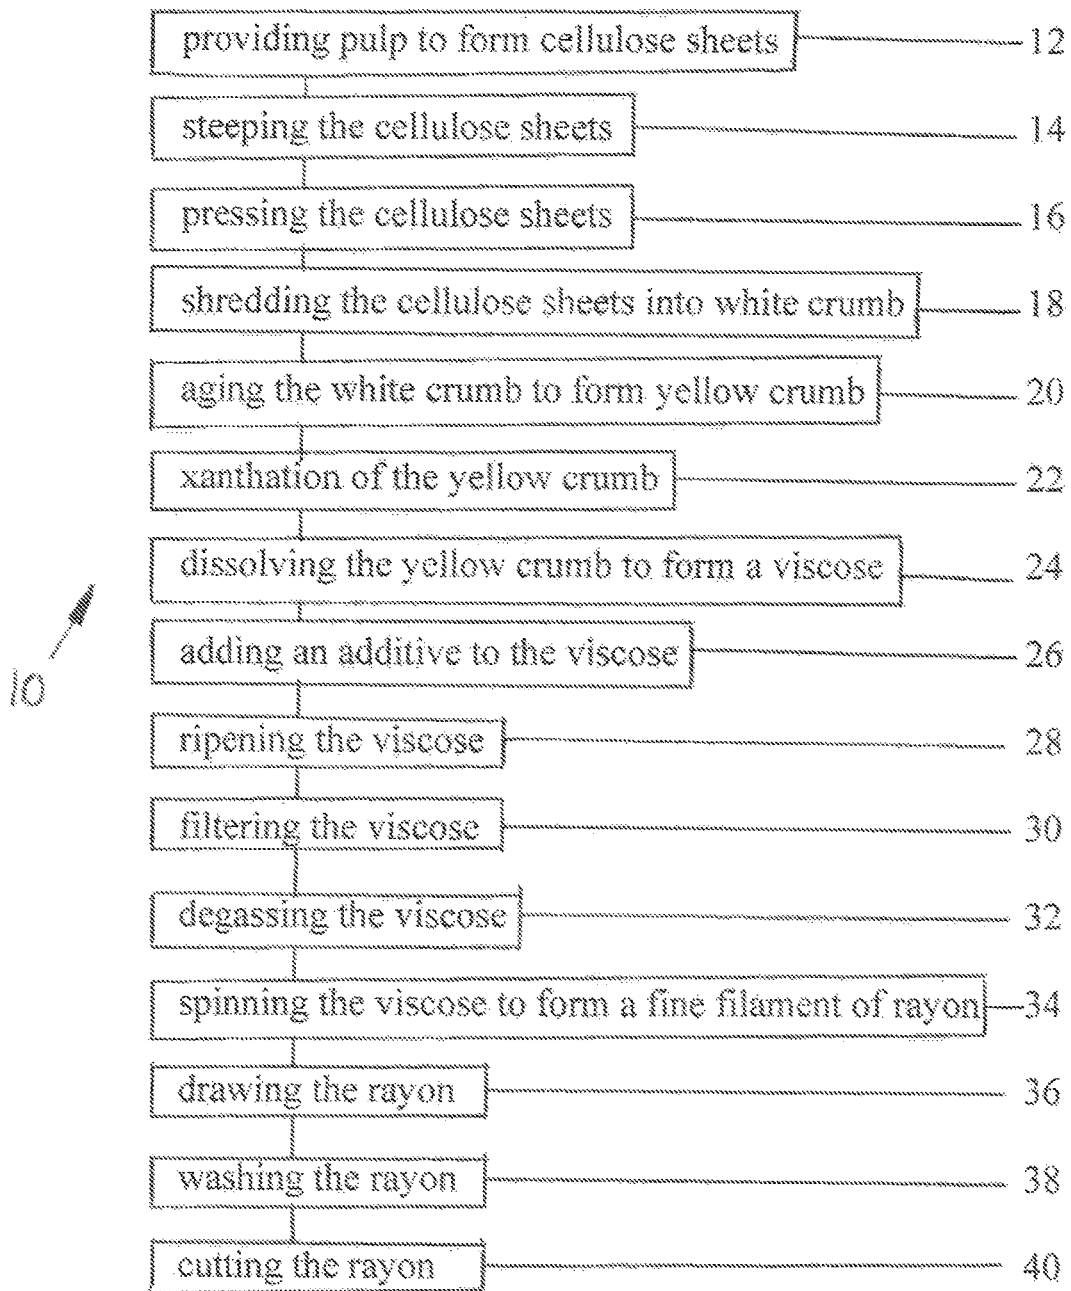 providing pulp to form cellulose sheets 12
steeping the cellulose sheets 14
pressing the cellulose sheets 16
shredding the cellulose sheets into white crumb 18
aging the white crumb to form yellow crumb 20
xanthation of the yellow crumb 22
dissolving the yellow crumb to form a viscose 24
adding an additive to the viscose 26
10
ripening the viscose 28
filtering the viscose 30
degassing the viscose 32
spinning the viscose to form a fine filament of rayon 34
drawing the rayon 36
washing the rayon 38
cutting the rayon 40